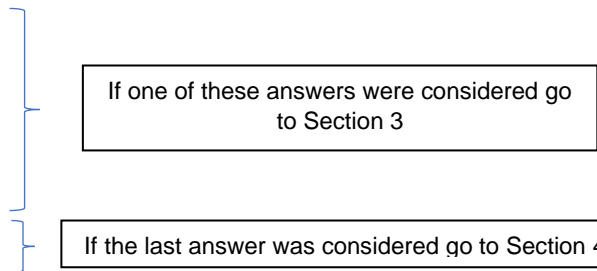 If one of these answers were considered go
to Section 3
If the last answer was considered go to Section 4